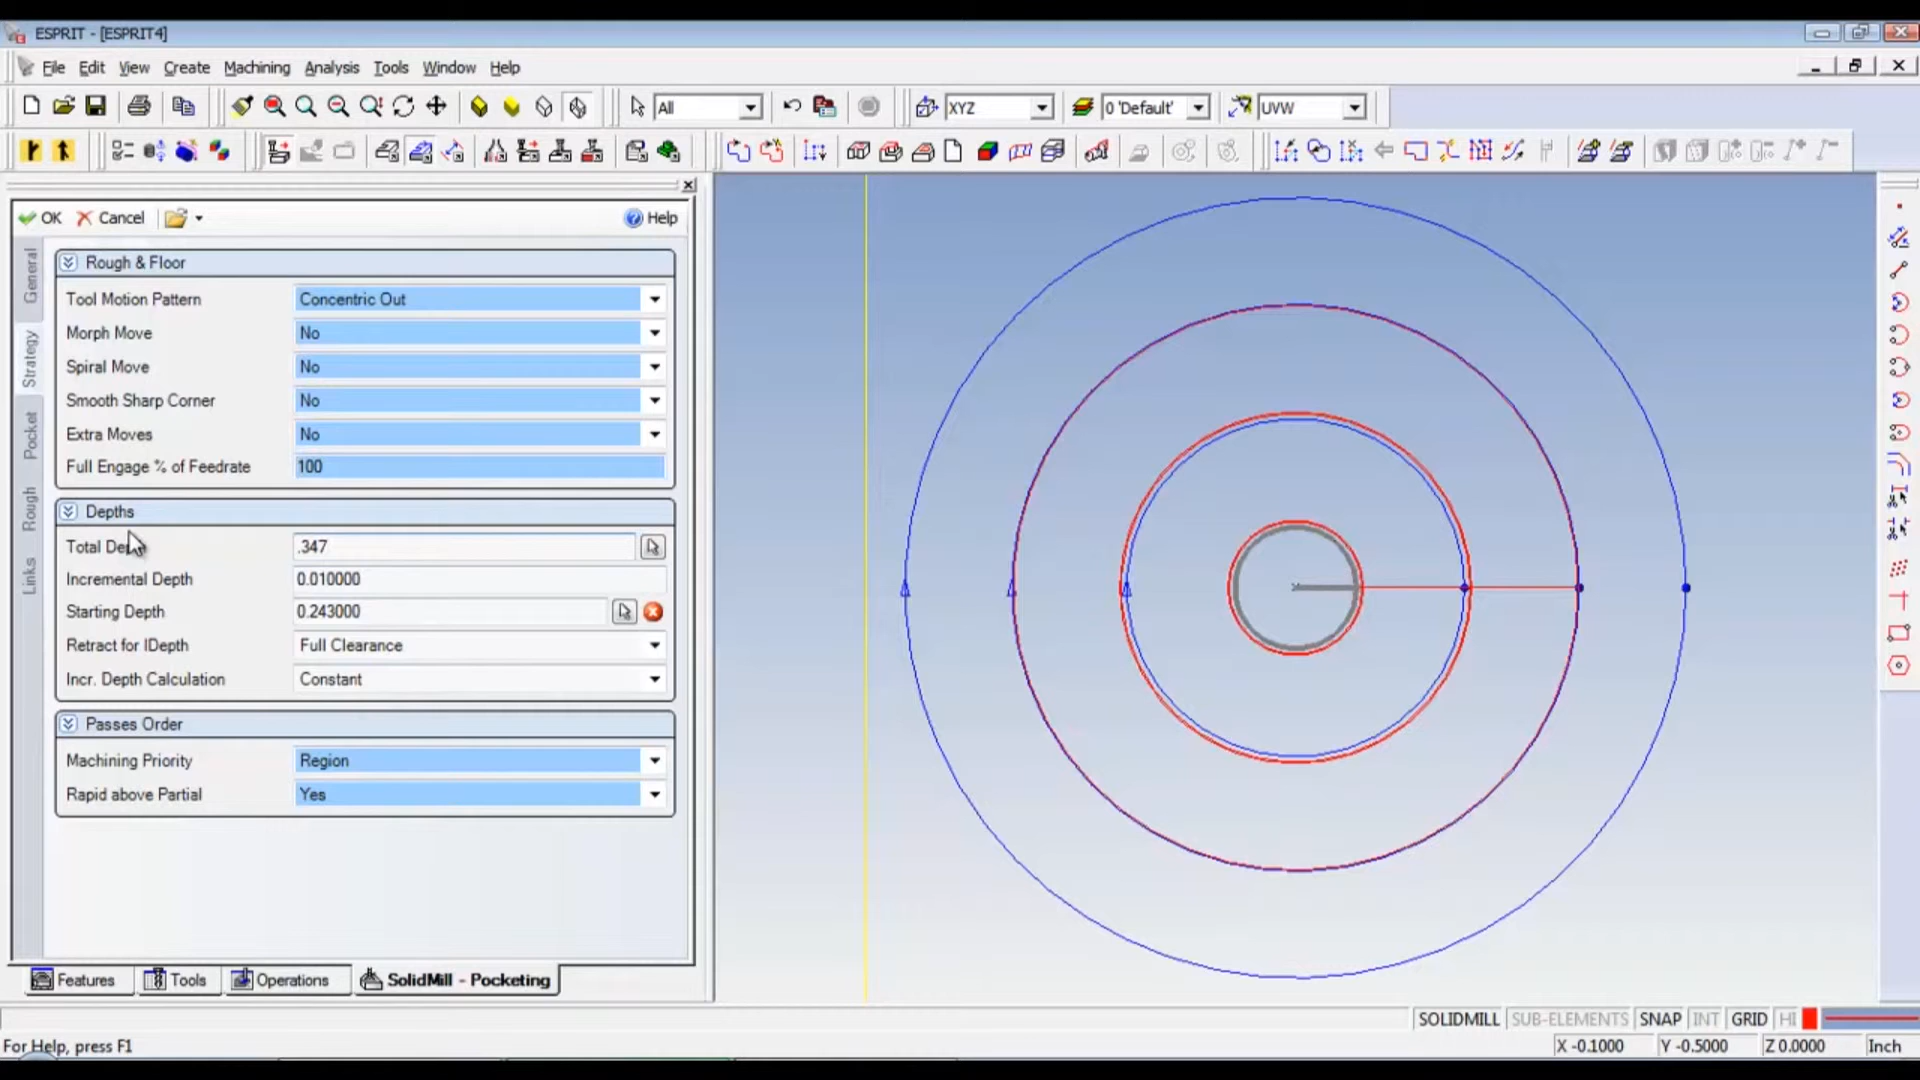 ESPRIT - [ESPRIT4]
File Edit View Create Machining Analysis Tools Window Help
All XYZ 0 'Default' UVW
OK Cancel Help
General
Strategy
Pocket
Rough
Links
Rough & Floor
Tool Motion Pattern Concentric Out
Morph Move No
Spiral Move No
Smooth Sharp Corner No
Extra Moves No
Full Engage % of Feedrate 100
Depths
Total .347
Incremental Depth 0.010000
Starting Depth 0.243000
Retract for IDepth Full Clearance
Incr. Depth Calculation Constant
Passes Order
Machining Priority Region
Rapid above Partial Yes
Features Tools Operations SolidMill - Pocketing
SOLIDMILL SUB-ELEMENTS SNAP INT GRID HI
For Help, press F1 X -0.1000 Y -0.5000 Z 0.0000 Inch